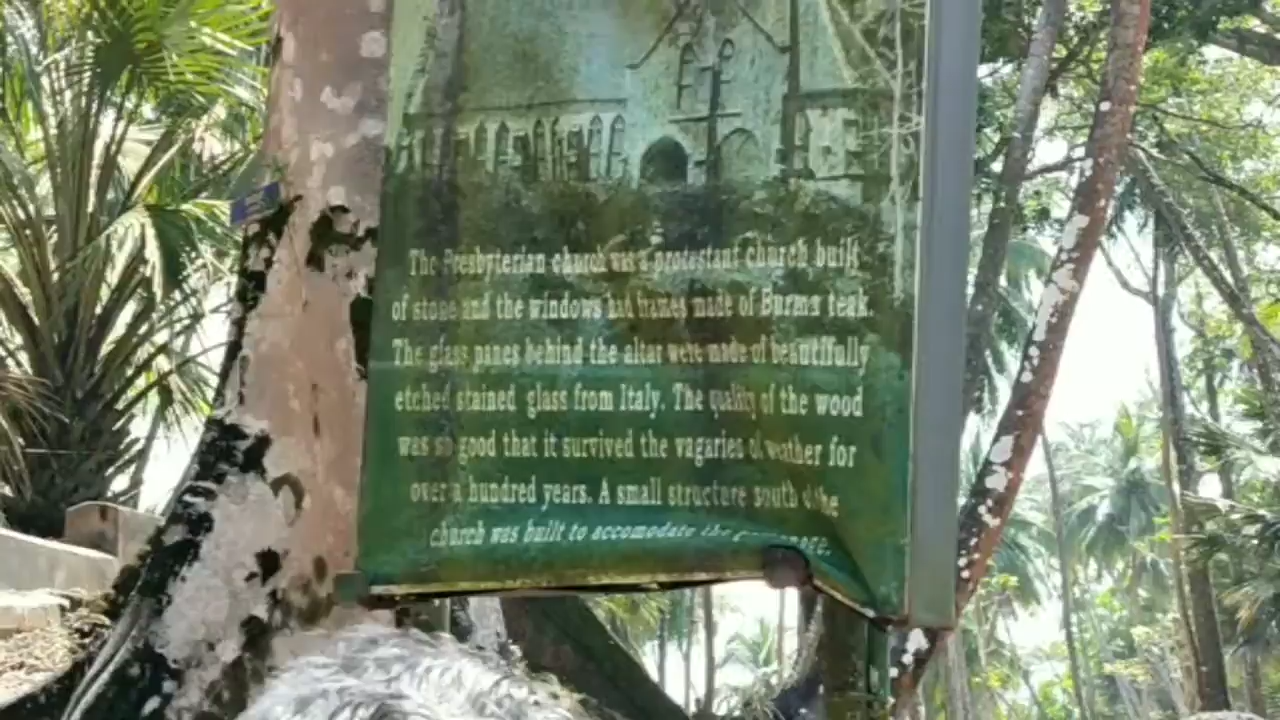 The Presbyterian church was a protestant church built
of stone and the windows had frames made of Burma teak.
The glass panes behind the altar were made of beautifully
etched stained glass from Italy. The quality of the wood
was so good that it survived the vagaries of weather for
over a hundred years. A small structure south of the
church was built to accomodate the